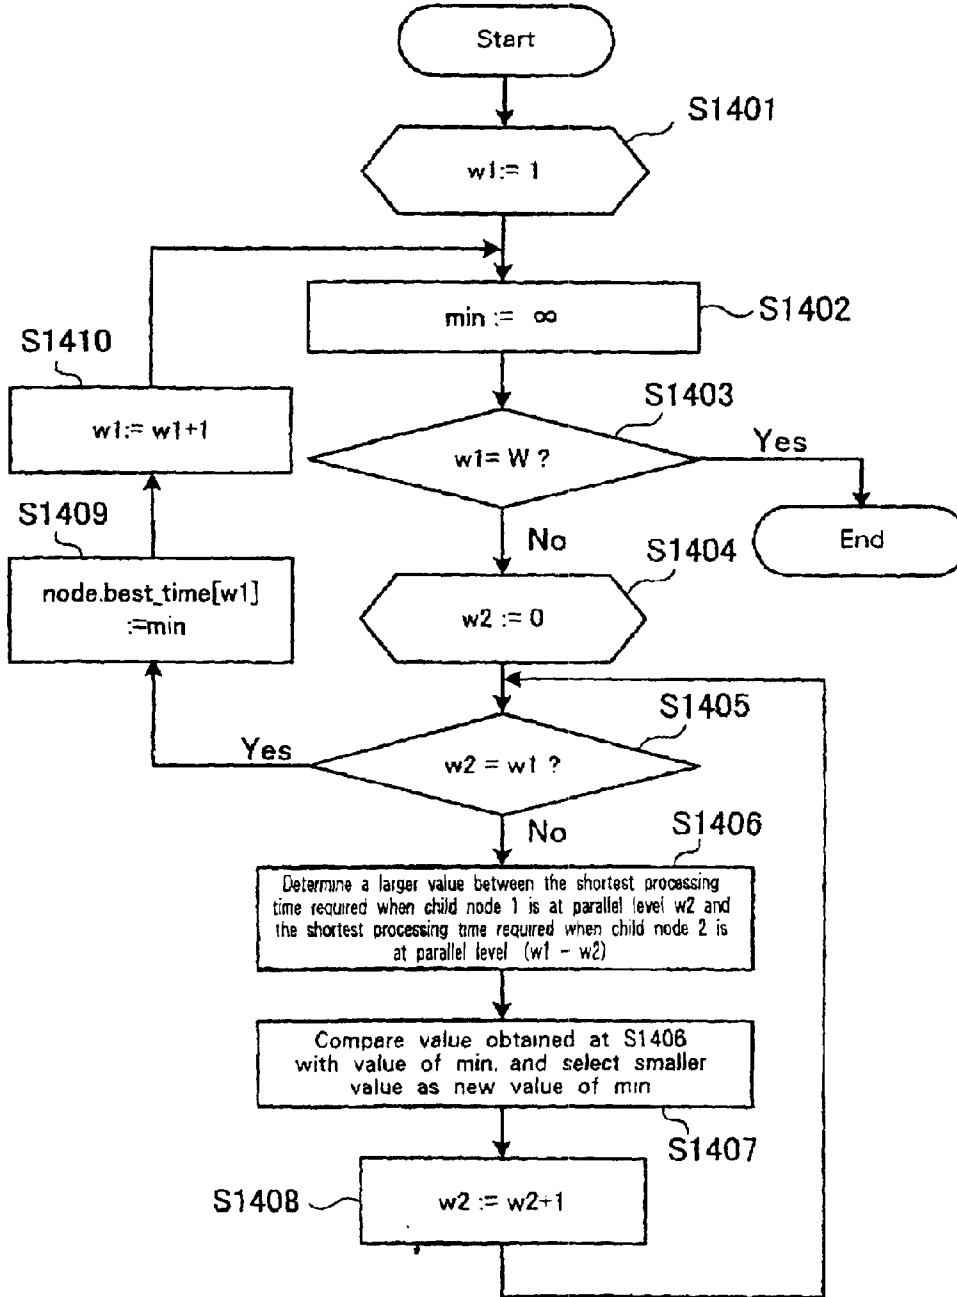 Start
S1401
w1:= 1
min := ∞
S1402
S1410
w1:= w1+1
S1403
w1= W ?
Yes
End
No
S1409
node.best_time[w1]
:=min
S1404
w2 := 0
S1405
w2 = w1 ?
Yes
No
S1406
Determine a larger value between the shortest processing
time required when child node 1 is at parallel level w2 and
the shortest processing time required when child node 2 is
at parallel level (w1 - w2)
Compare value obtained at S1406
with value of min. and select smaller
value as new value of min
S1407
S1408
w2 := w2+1